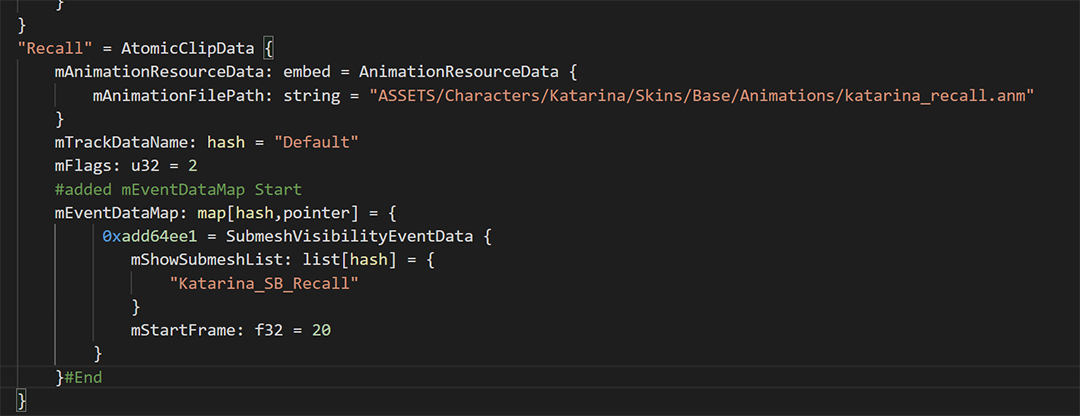 }
}
"Recall" = AtomicClipData {
mAnimationResourceData: embed = AnimationResourceData {
mAnimationFilePath: string = "ASSETS/Characters/Katarina/Skins/Base/Animations/katarina_recall.anm"
}
mTrackDataName: hash = "Default"
mFlags: u32 = 2
#added mEventDataMap Start
mEventDataMap: map[hash,pointer] = {
0xadd64ee1 = SubmeshVisibilityEventData {
mShowSubmeshList: list[hash] = {
"Katarina_SB_Recall"
}
mStartFrame: f32 = 20
}
}#End
}